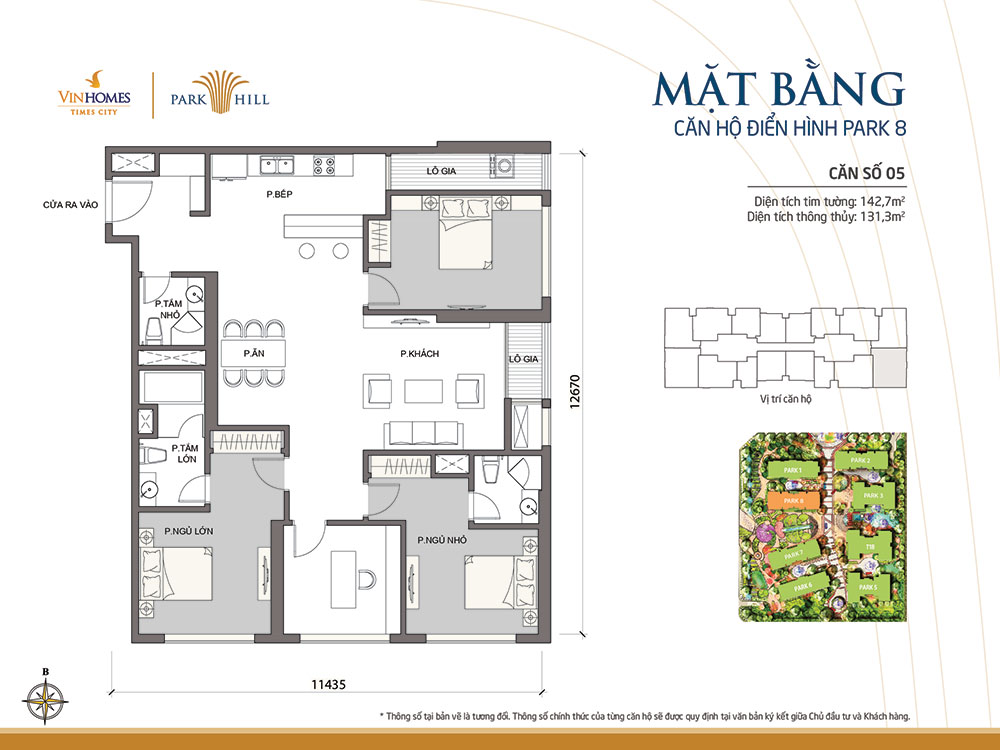 VINHOMES
TIMES CITY
PARK HILL
MẶT BẰNG
CĂN HỘ ĐIỂN HÌNH PARK 8
CĂN SỐ 05
Diện tích tim tường: 142,7m²
Diện tích thông thủy: 131,3m²
CỬA RA VÀO
P.BẾP
LÔ GIA
P.TẮM
NHỎ
P.ĂN
P.KHÁCH
LÔ GIA
12670
P.TẮM
LỚN
P.NGỦ LỚN
P.NGỦ NHỎ
11435
B
Vị trí căn hộ
PARK 1
PARK 2
PARK 8
PARK 3
PARK 7
T18
PARK 6
PARK 5
* Thông số tại bản vẽ là tương đối. Thông số chính thức của từng căn hộ sẽ được quy định tại văn bản ký kết giữa Chủ đầu tư và Khách hàng.